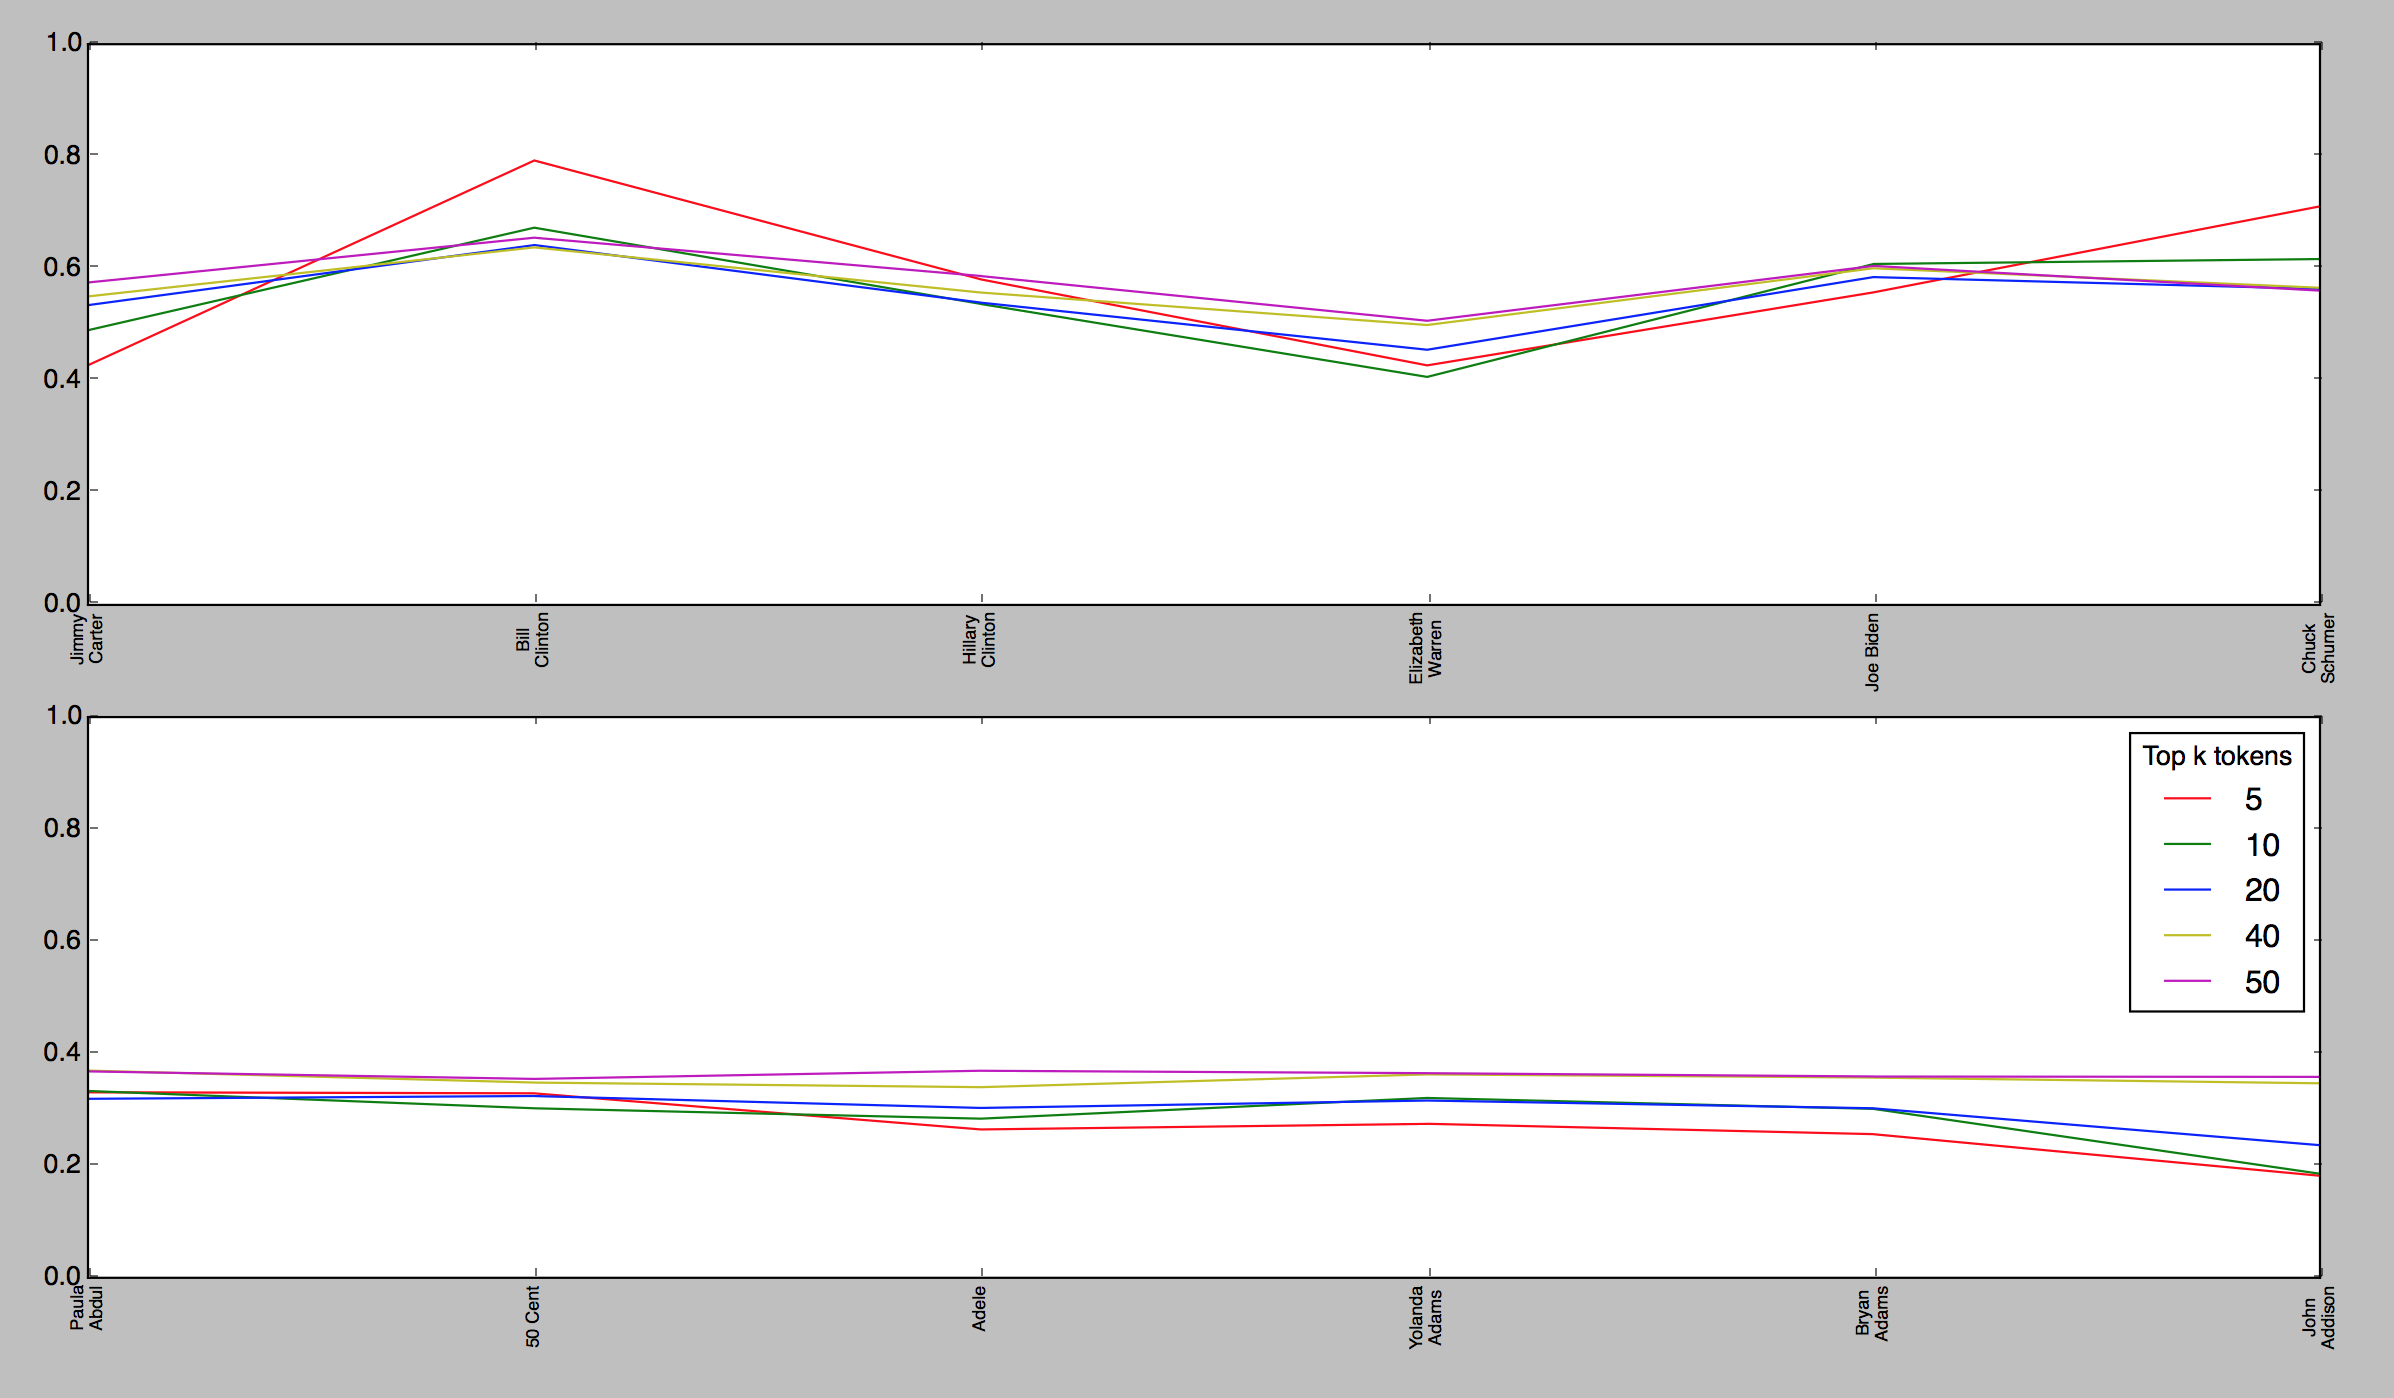 1.0
0.8
0.6
0.4
0.2
0.0
Jimmy
Carter
Bill
Clinton
Hillary
Clinton
Elizabeth
Warren
Joe Biden
Chuck
Schumer
1.0
0.8
0.6
0.4
0.2
0.0
Top k tokens
5
10
20
40
50
Paula
Abdul
50 Cent
Adele
Yolanda
Adams
Bryan
Adams
John
Addison